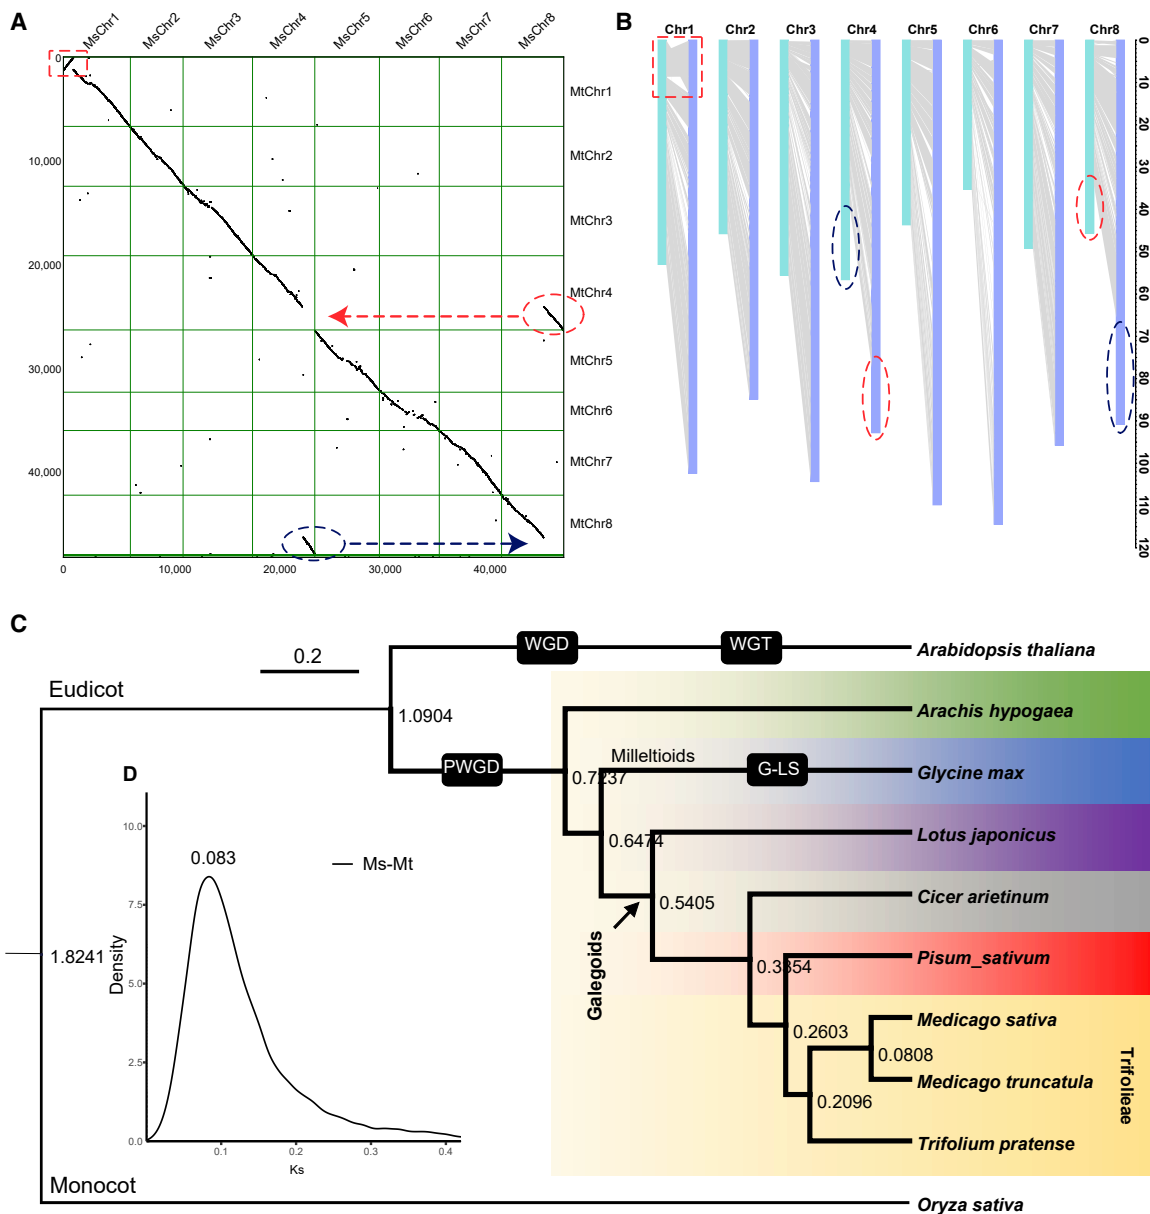 A
MsChr1
MsChr2
MsChr3
MsChr4
MsChr5
MsChr6
MsChr7
MsChr8
0
10,000
20,000
30,000
40,000
MtChr1
MtChr2
MtChr3
MtChr4
MtChr5
MtChr6
MtChr7
MtChr8
0
10,000
20,000
30,000
40,000
B
Chr1
Chr2
Chr3
Chr4
Chr5
Chr6
Chr7
Chr8
0
10
20
30
40
50
60
70
80
90
100
110
120
C
0.2
Eudicot
Monocot
1.8241
1.0904
WGD
WGT
PWGD
0.7237
Milleltioids
G-LS
0.6474
0.5405
Galegoids
0.3854
0.2603
0.2096
0.0808
Arabidopsis thaliana
Arachis hypogaea
Glycine max
Lotus japonicus
Cicer arietinum
Pisum_sativum
Medicago sativa
Medicago truncatula
Trifolium pratense
Oryza sativa
Trifolieae
D
10.0
7.5
5.0
2.5
0.0
Density
0.083
Ms-Mt
0.1
0.2
0.3
0.4
Ks